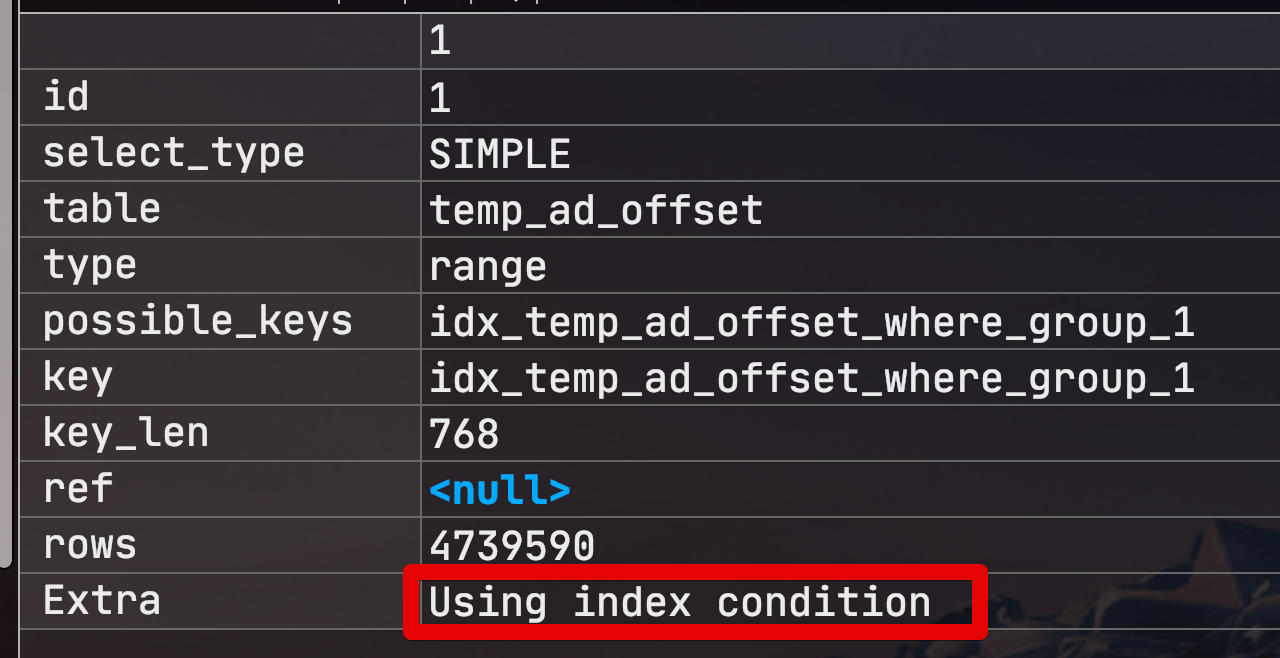 1
id 1
select_type SIMPLE
table temp_ad_offset
type range
possible_keys idx_temp_ad_offset_where_group_1
key idx_temp_ad_offset_where_group_1
key_len 768
ref <null>
rows 4739590
Extra Using index condition